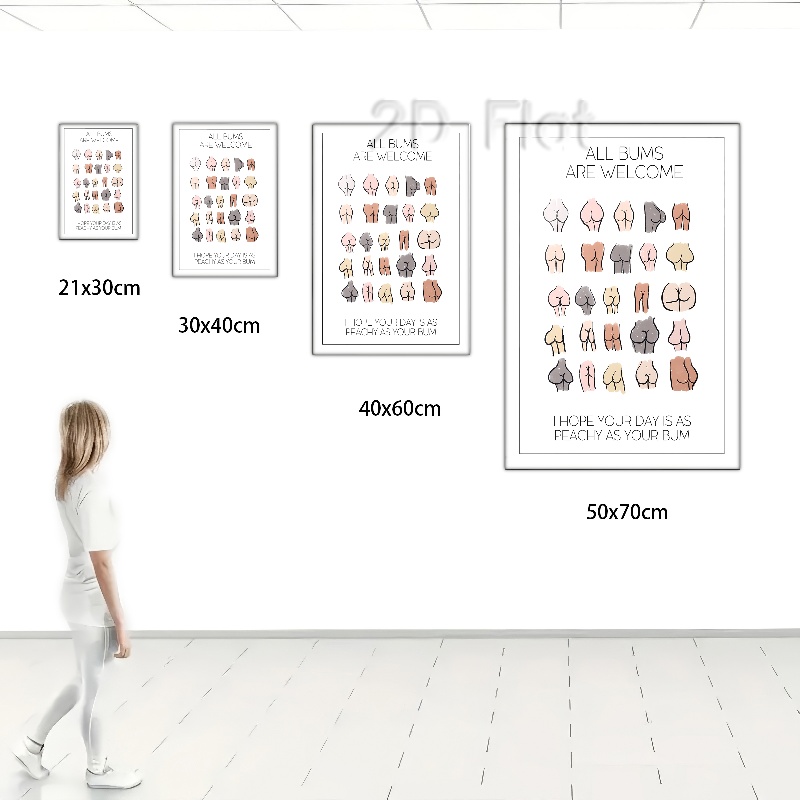 2D Flat
ALL BUMS
ARE WELCOME
I HOPE YOUR DAY IS AS
PEACHY AS YOUR BUM
21x30cm
ALL BUMS
ARE WELCOME
I HOPE YOUR DAY IS AS
PEACHY AS YOUR BUM
30x40cm
ALL BUMS
ARE WELCOME
I HOPE YOUR DAY IS AS
PEACHY AS YOUR BUM
40x60cm
ALL BUMS
ARE WELCOME
I HOPE YOUR DAY IS AS
PEACHY AS YOUR BUM
50x70cm